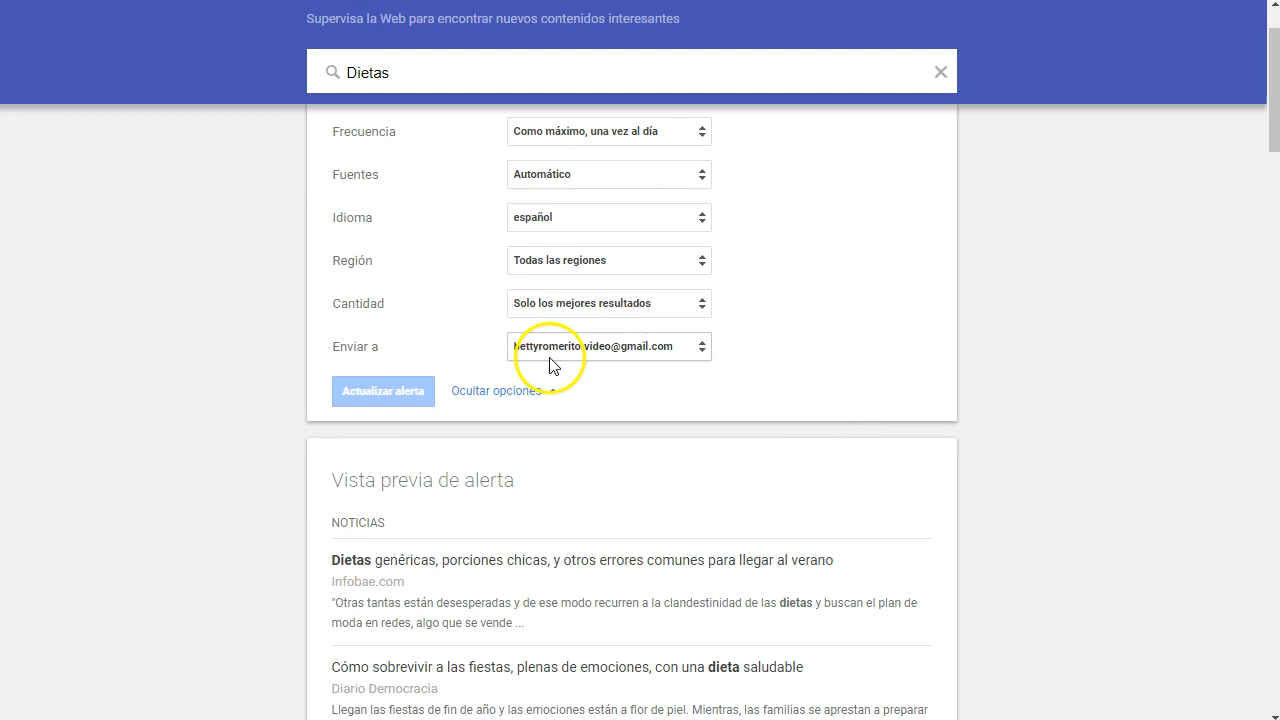 Supervisa la Web para encontrar nuevos contenidos interesantes
Dietas
Frecuencia
Como máximo, una vez al día
Fuentes
Automático
Idioma
español
Región
Todas las regiones
Cantidad
Solo los mejores resultados
Enviar a
hettyromerito.video@gmail.com
Actualizar alerta
Ocultar opciones
Vista previa de alerta
NOTICIAS
Dietas genéricas, porciones chicas, y otros errores comunes para llegar al verano
Infobae.com
"Otras tantas están desesperadas y de ese modo recurren a la clandestinidad de las dietas y buscan el plan de
moda en redes, algo que se vende ...
Cómo sobrevivir a las fiestas, plenas de emociones, con una dieta saludable
Diario Democracia
Llegan las fiestas de fin de año y las emociones están a flor de piel. Mientras, las familias se aprestan a preparar